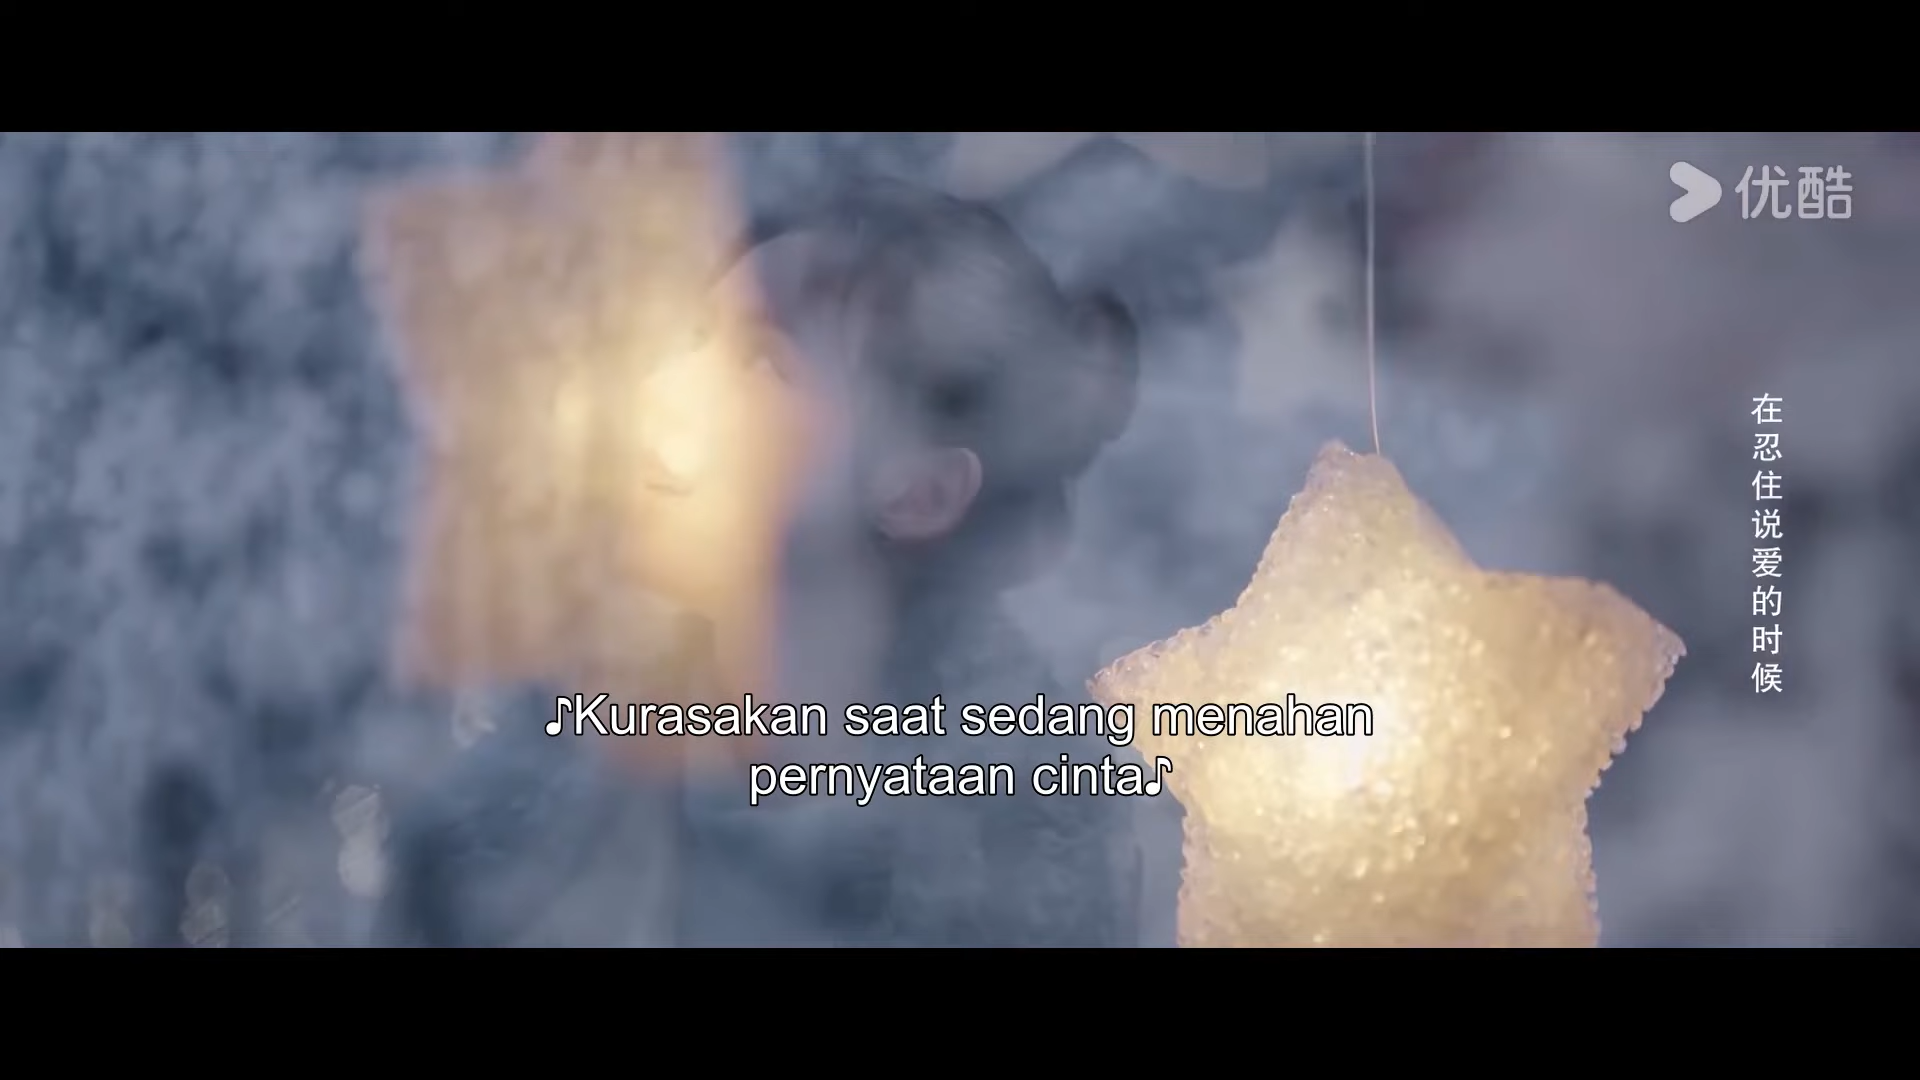 优酷
在忍住说爱的时候
♪Kurasakan saat sedang menahan
pernyataan cinta♪